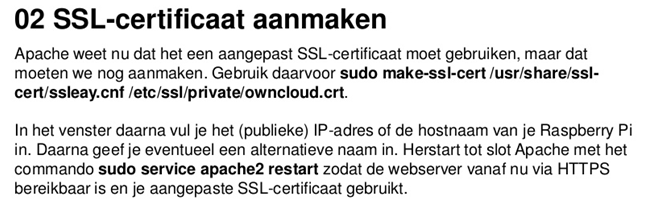 02 SSL-certificaat aanmaken
Apache weet nu dat het een aangepast SSL-certificaat moet gebruiken, maar dat
moeten we nog aanmaken. Gebruik daarvoor sudo make-ssl-cert /usr/share/ssl-
cert/ssleay.cnf /etc/ssl/private/owncloud.crt.
In het venster daarna vul je het (publieke) IP-adres of de hostnaam van je Raspberry Pi
in. Daarna geef je eventueel een alternatieve naam in. Herstart tot slot Apache met het
commando sudo service apache2 restart zodat de webserver vanaf nu via HTTPS
bereikbaar is en je aangepaste SSL-certificaat gebruikt.